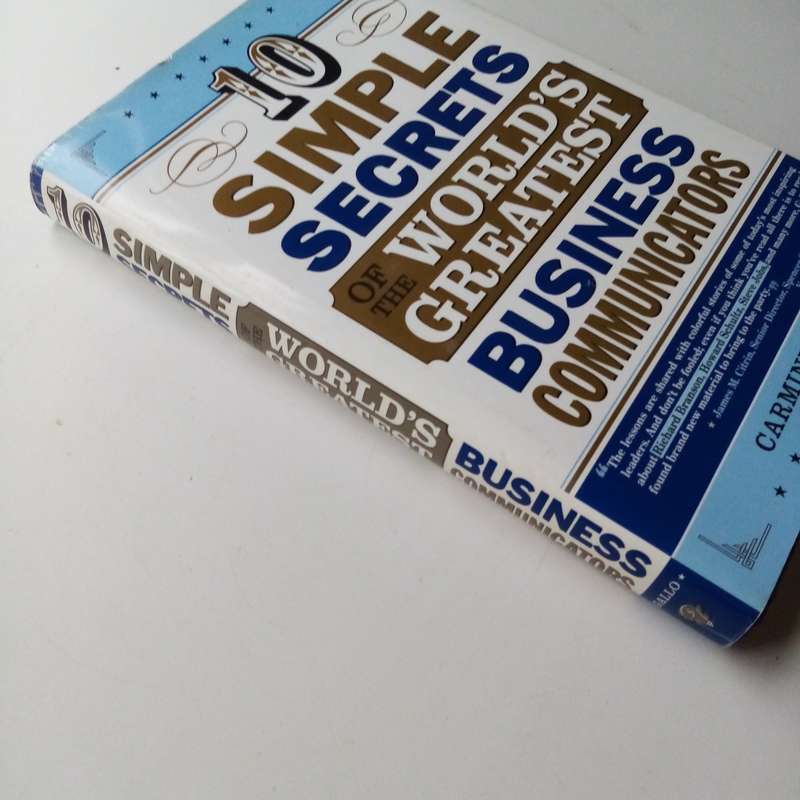 10
SIMPLE
SECRETS
OF THE
WORLD'S
GREATEST
BUSINESS
COMMUNICATORS
"The lessons are shared with colorful stories of some of today's most inspiring
leaders. And don't be fooled, even if you think you've read all there is to
about Richard Branson, Howard Schultz, Steve Jobs, and many more,
found brand new material to bring to the party."
* James M. Citrin, Senior Director, Spencer
CARMIN
10
SIMPLE
SECRETS
OF THE
WORLD'S
GREATEST
BUSINESS
COMMUNICATORS
GALLO *